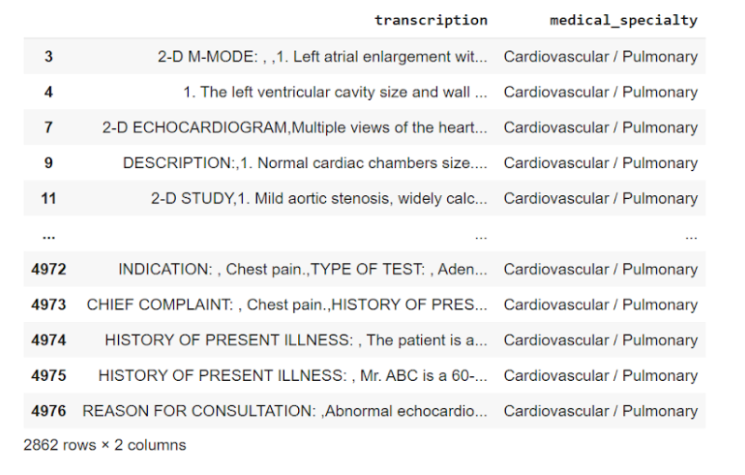 transcription medical_specialty
3 2-D M-MODE: , ,1. Left atrial enlargement wit... Cardiovascular / Pulmonary
4 1. The left ventricular cavity size and wall ... Cardiovascular / Pulmonary
7 2-D ECHOCARDIOGRAM,Multiple views of the heart... Cardiovascular / Pulmonary
9 DESCRIPTION:,1. Normal cardiac chambers size.... Cardiovascular / Pulmonary
11 2-D STUDY,1. Mild aortic stenosis, widely calc... Cardiovascular / Pulmonary
... ... ...
4972 INDICATION: , Chest pain.,TYPE OF TEST: , Aden... Cardiovascular / Pulmonary
4973 CHIEF COMPLAINT: , Chest pain.,HISTORY OF PRES... Cardiovascular / Pulmonary
4974 HISTORY OF PRESENT ILLNESS: , The patient is a... Cardiovascular / Pulmonary
4975 HISTORY OF PRESENT ILLNESS: , Mr. ABC is a 60-... Cardiovascular / Pulmonary
4976 REASON FOR CONSULTATION: ,Abnormal echocardio... Cardiovascular / Pulmonary
2862 rows × 2 columns